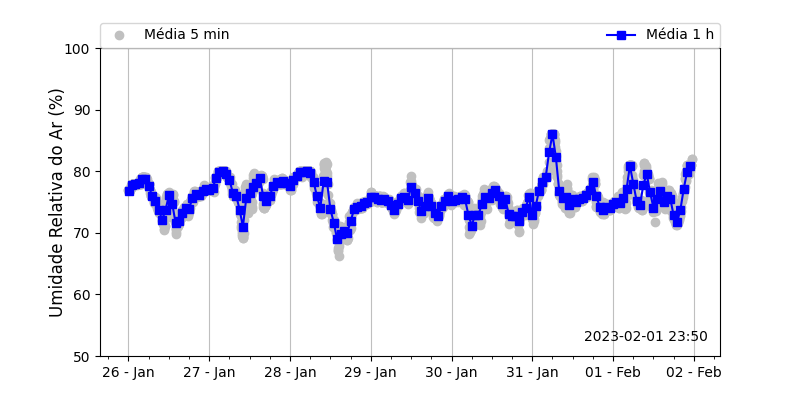 Média 5 min
Média 1 h
100
90
80
70
60
50
Umidade Relativa do Ar (%)
2023-02-01 23:50
26 - Jan
27 - Jan
28 - Jan
29 - Jan
30 - Jan
31 - Jan
01 - Feb
02 - Feb